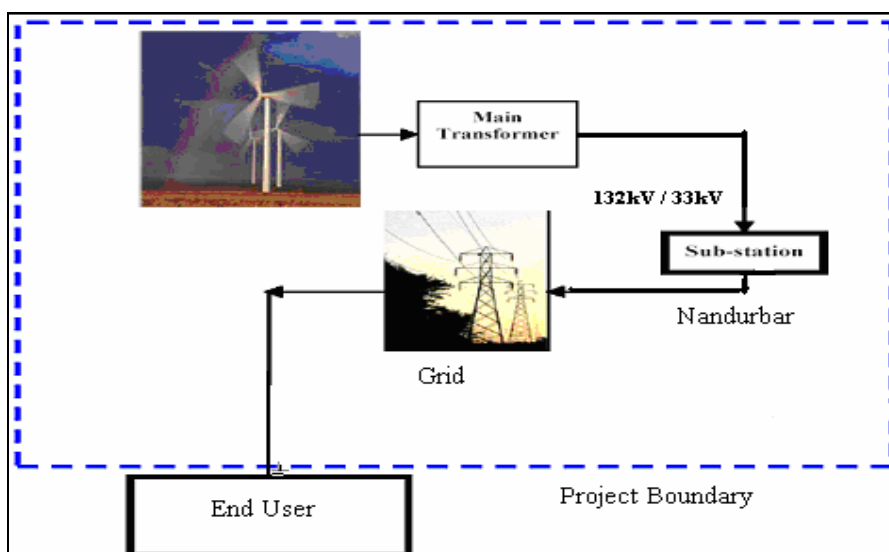 Main
Transformer
132kV / 33kV
Sub-station
Nandurbar
Grid
Project Boundary
End User